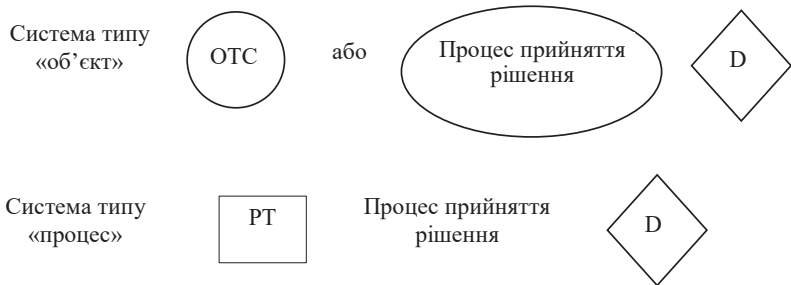 Система типу
«об’єкт»
ОТС
або
Процес прийняття
рішення
D
Система типу
«процес»
РТ
Процес прийняття
рішення
D